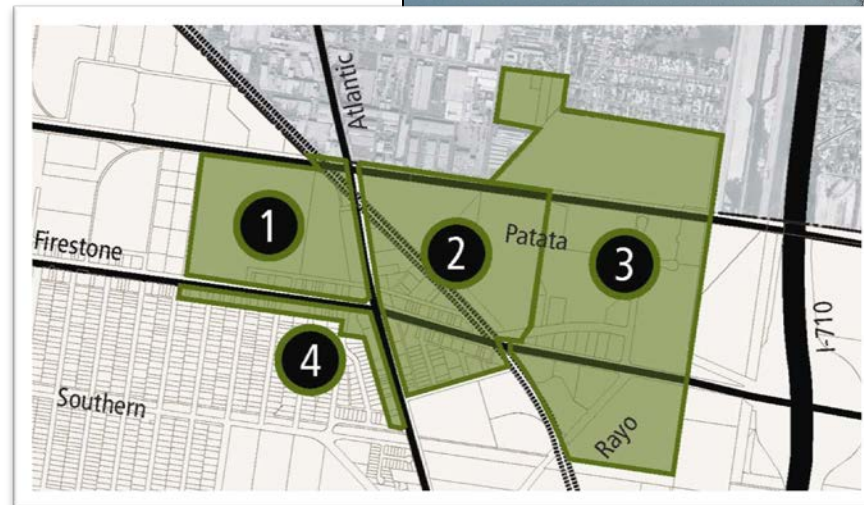 Atlantic
1
Firestone
2
Patata
3
I-710
4
Southern
Rayo